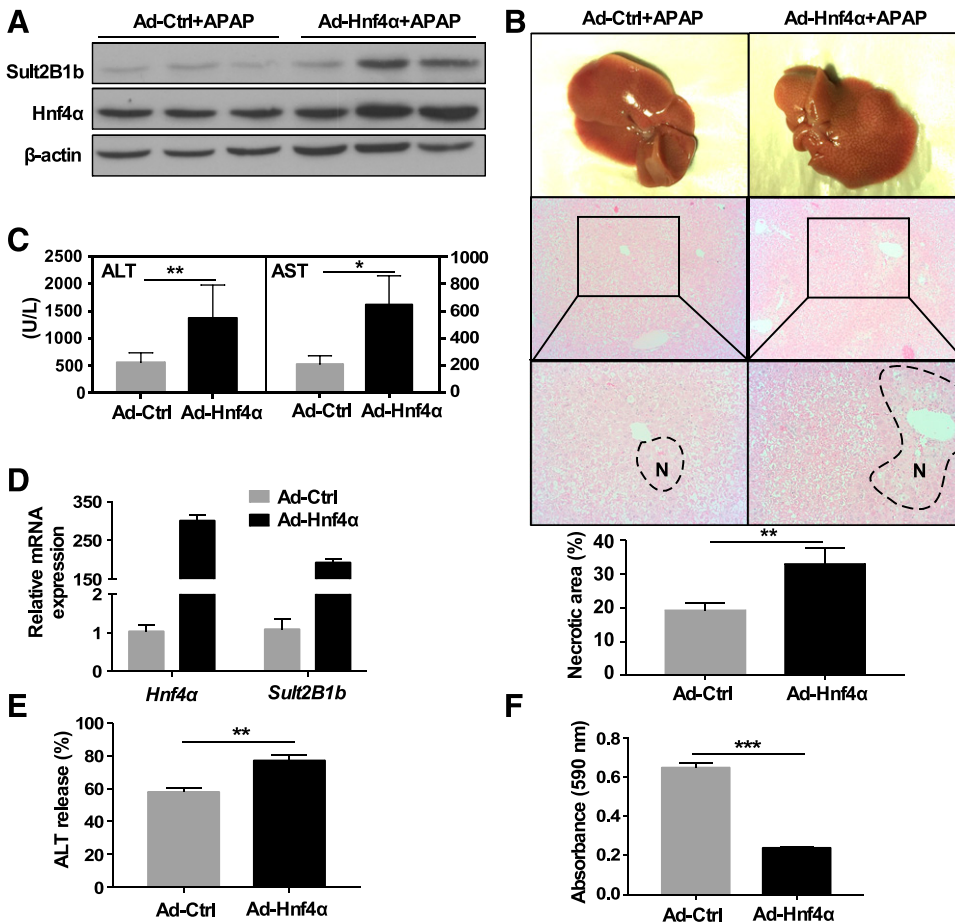 A
Ad-Ctrl+APAP Ad-Hnf4α+APAP
Sult2B1b
Hnf4α
β-actin
B
Ad-Ctrl+APAP Ad-Hnf4α+APAP
N
N
Necrotic area (%)
40
30
20
10
0
**
Ad-Ctrl Ad-Hnf4α
C
(U/L)
2500
2000
1500
1000
500
0
ALT
**
AST
*
1000
800
600
400
200
0
Ad-Ctrl Ad-Hnf4α Ad-Ctrl Ad-Hnf4α
D
Ad-Ctrl
Ad-Hnf4α
Relative mRNA
expression
350
250
150
2
1
0
Hnf4α Sult2B1b
E
ALT release (%)
100
80
60
40
20
0
**
Ad-Ctrl Ad-Hnf4α
F
Absorbance (590 nm)
0.8
0.6
0.4
0.2
0.0
***
Ad-Ctrl Ad-Hnf4α